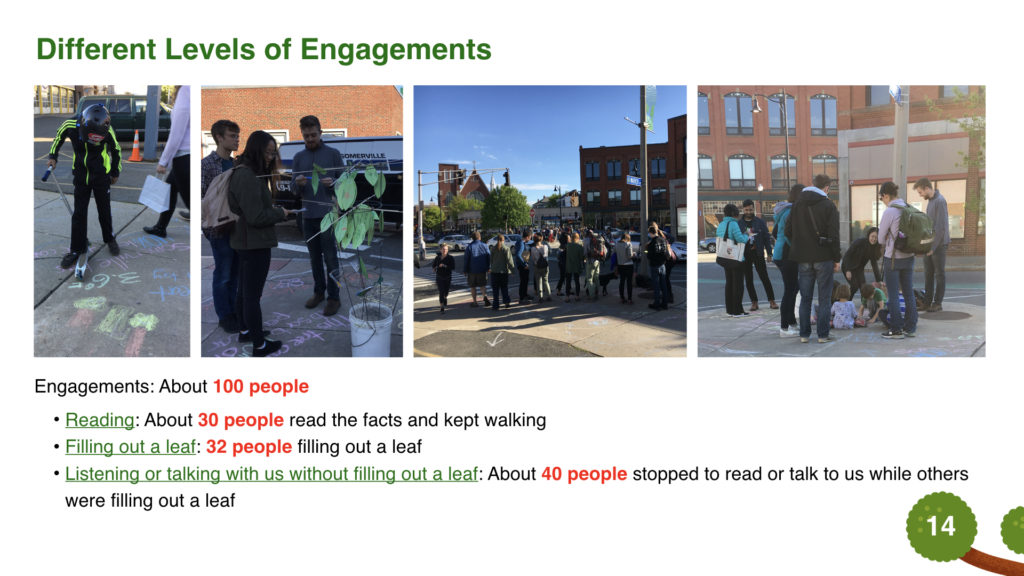 Different Levels of Engagements
SOMERVILLE
3.6
Engagements: About 100 people
• Reading: About 30 people read the facts and kept walking
• Filling out a leaf: 32 people filling out a leaf
• Listening or talking with us without filling out a leaf: About 40 people stopped to read or talk to us while others
were filling out a leaf
14